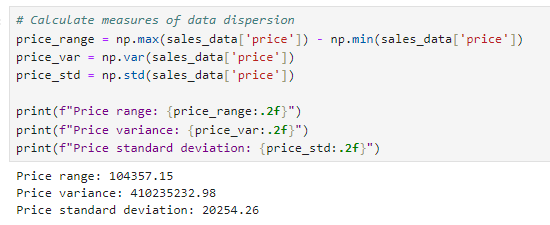 # Calculate measures of data dispersion
price_range = np.max(sales_data['price']) - np.min(sales_data['price'])
price_var = np.var(sales_data['price'])
price_std = np.std(sales_data['price'])
print(f"Price range: {price_range:.2f}")
print(f"Price variance: {price_var:.2f}")
print(f"Price standard deviation: {price_std:.2f}")
Price range: 104357.15
Price variance: 410235232.98
Price standard deviation: 20254.26